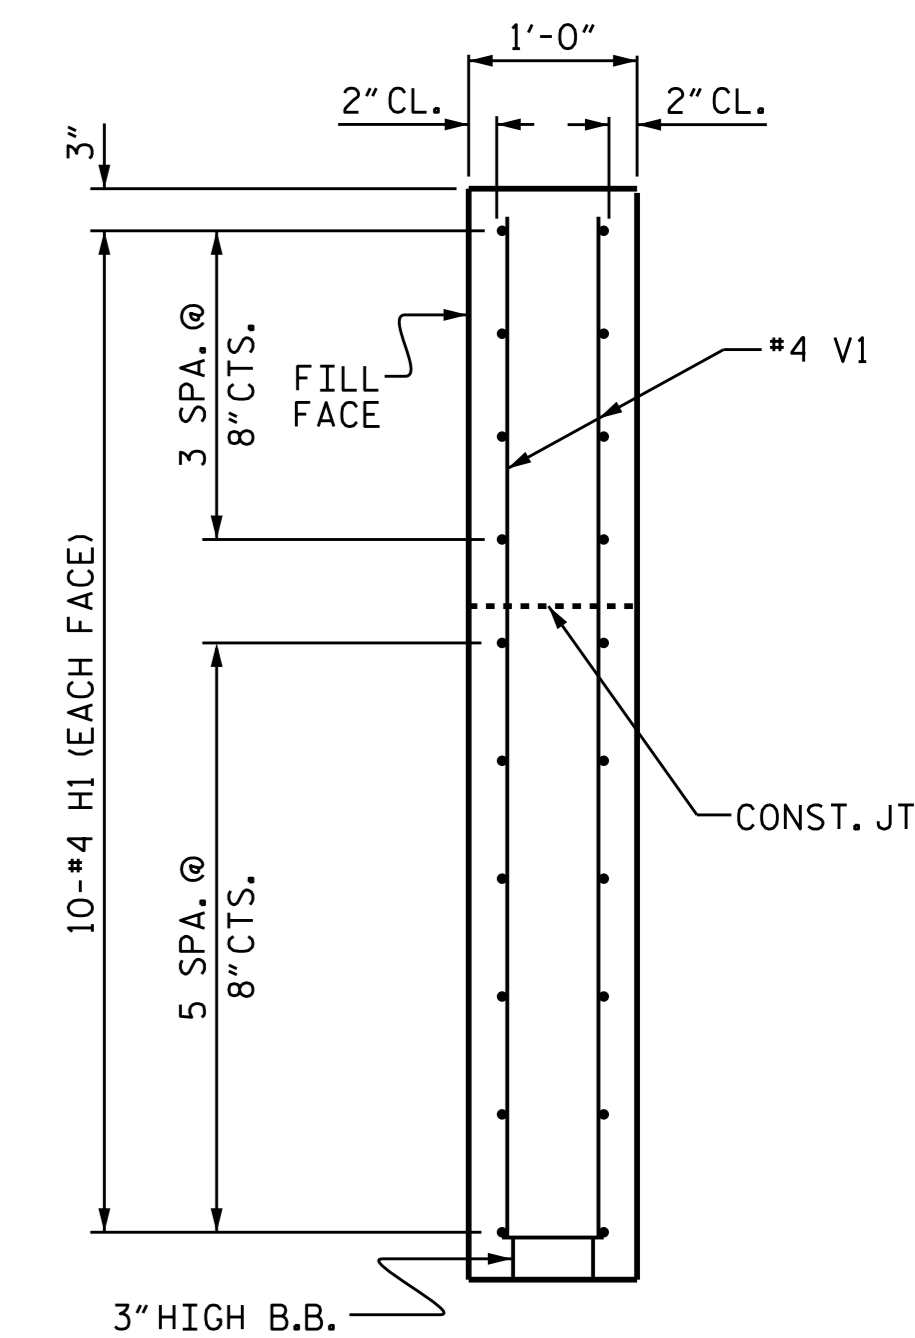 1'-0"
2" CL.
2" CL.
3"
3 SPA. @
8" CTS.
FILL
FACE
#4 V1
10-#4 H1 (EACH FACE)
5 SPA. @
8" CTS.
CONST. JT
3" HIGH B.B.